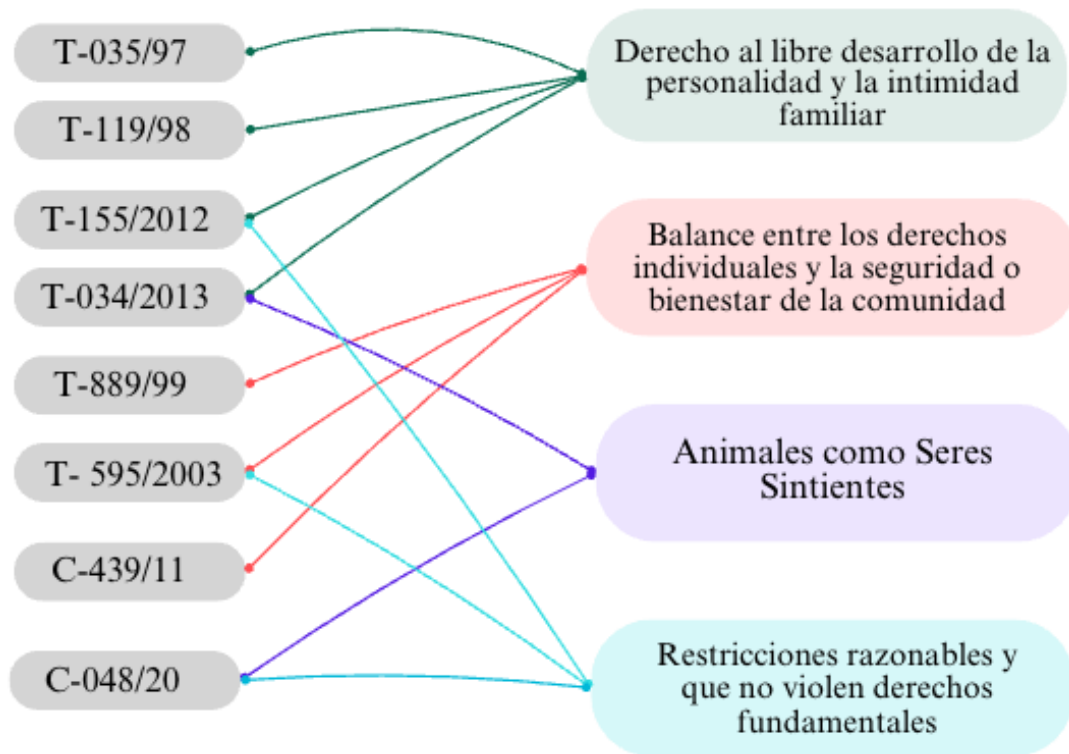 T-035/97
T-119/98
T-155/2012
T-034/2013
T-889/99
T- 595/2003
C-439/11
C-048/20
Derecho al libre desarrollo de la
personalidad y la intimidad
familiar
Balance entre los derechos
individuales y la seguridad o
bienestar de la comunidad
Animales como Seres
Sintientes
Restricciones razonables y
que no violen derechos
fundamentales